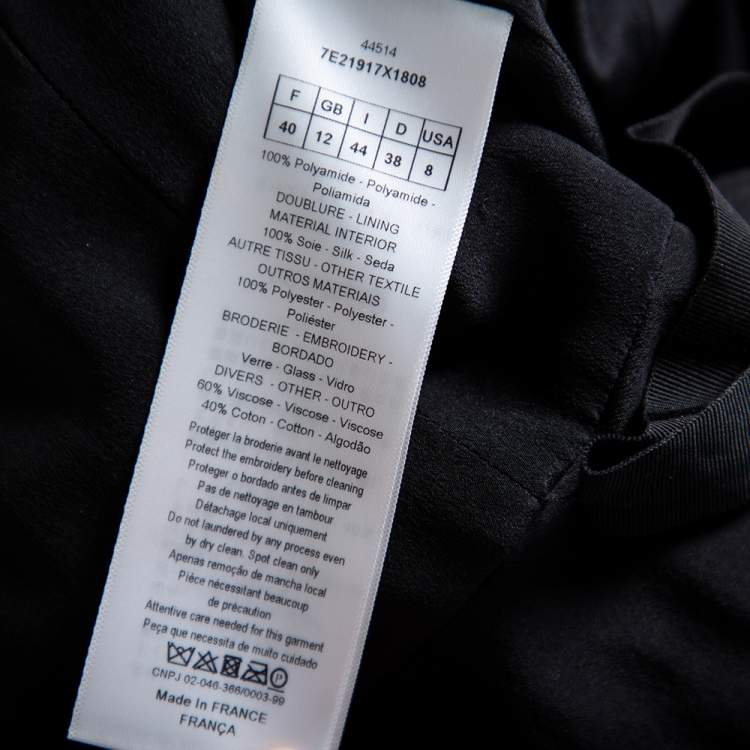 44514
7E21917X1808
F GB I D USA
40 12 44 38 8
100% Polyamide - Polyamide -
Poliamida
DOUBLURE - LINING
MATERIAL INTERIOR
100% Soie - Silk - Seda
AUTRE TISSU - OTHER TEXTILE
OUTROS MATERIAIS
100% Polyester - Polyester -
Poliéster
BRODERIE - EMBROIDERY -
BORDADO
Verre - Glass - Vidro
DIVERS - OTHER - OUTRO
60% Viscose - Viscose - Viscose
40% Coton - Cotton - Algodão
Protéger la broderie avant le nettoyage
Protect the embroidery before cleaning
Proteger o bordado antes de limpar
Pas de nettoyage en tambour
Détachage local uniquement
Do not laundered by any process even
by dry clean. Spot clean only
Apenas remoção de mancha local
Pièce nécessitant beaucoup
de précaution
Attentive care needed for this garment
Peça que necessita de muito cuidado
CNPJ 02-046-366/0003-99
Made In FRANCE
FRANÇA